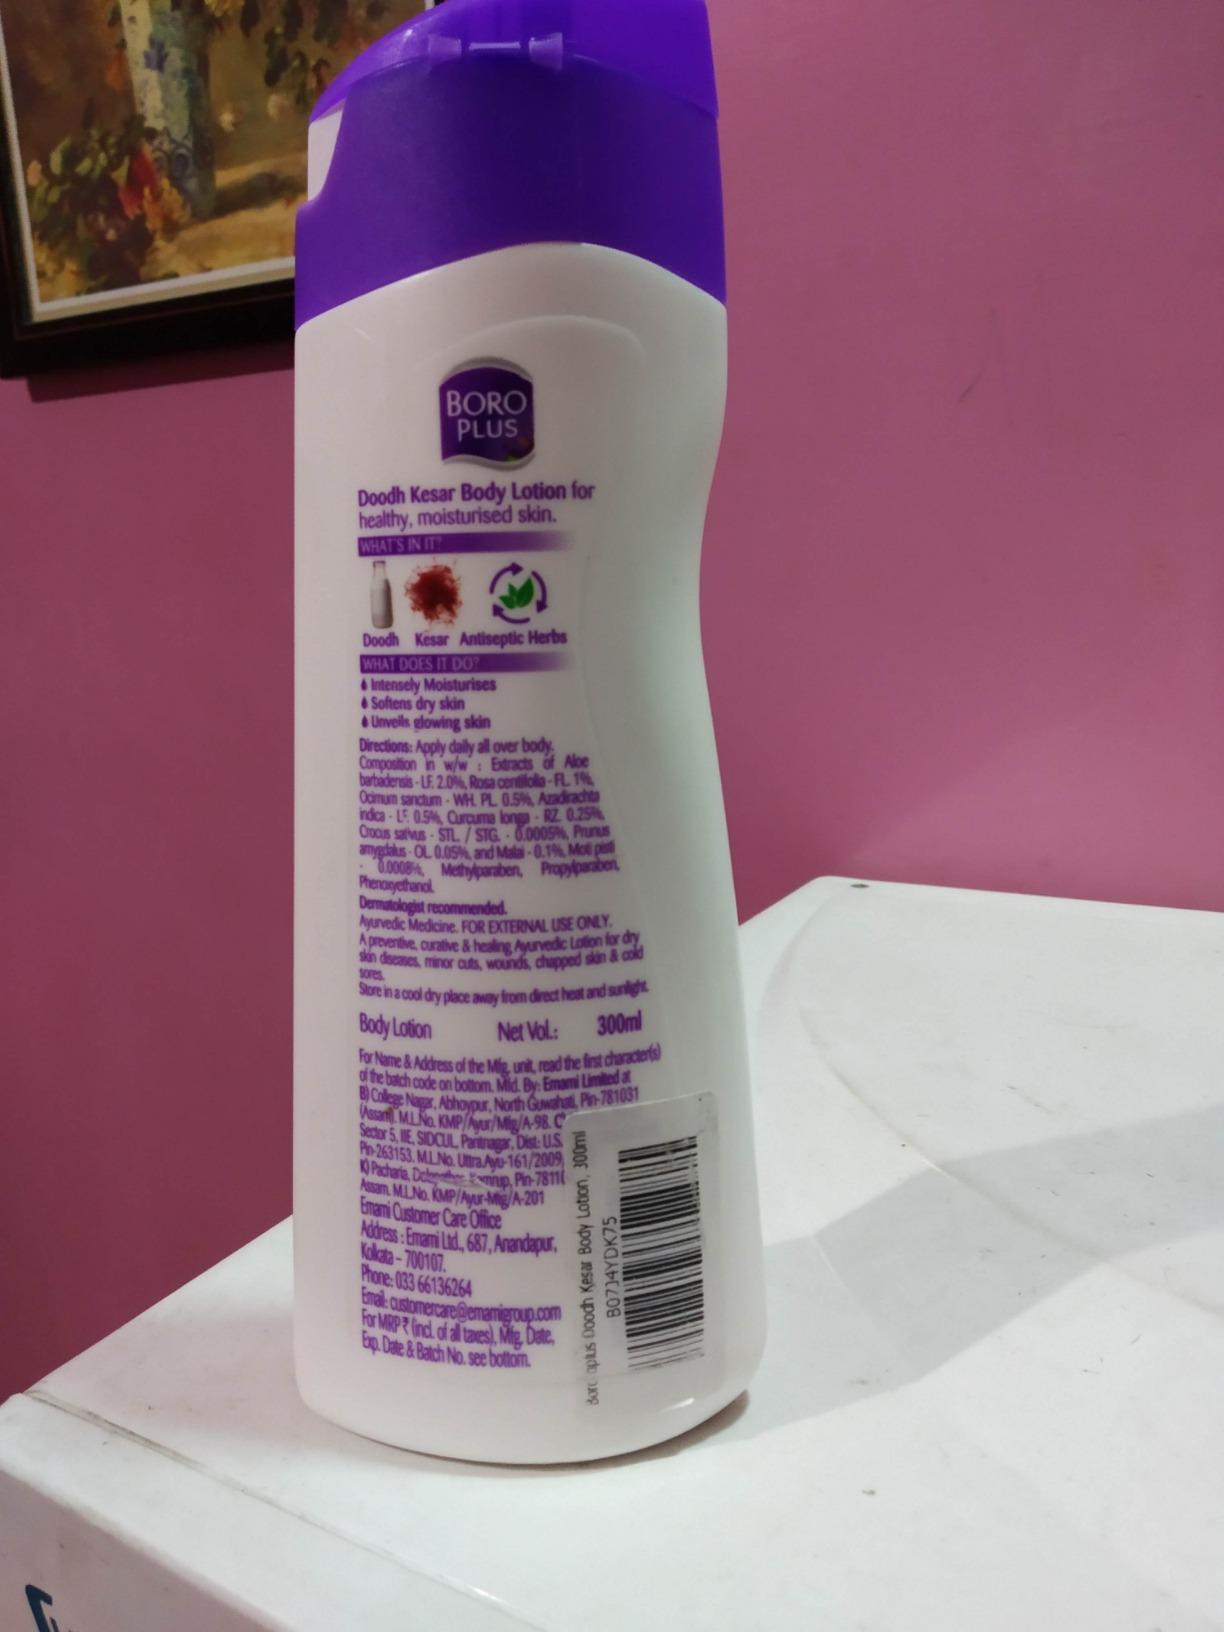 BORO
PLUS
Doodh Kesar Body Lotion for
healthy, moisturised skin.
WHAT'S IN IT?
Doodh Kesar Antiseptic Herbs
WHAT DOES IT DO?
Intensely Moisturises
Softens dry skin
Unveils glowing skin
Directions: Apply daily all over body.
Composition in w/w : Extracts of Aloe
barbadensis - LF. 2.0%, Rosa centifolia - FL. 1%,
Ocimum sanctum - WH. PL. 0.5%, Azadirachta
indica - LF. 0.5%, Curcuma longa - RZ. 0.25%,
Crocus sativus - STL. / STG. - 0.0005%, Prunus
amygdalus - OL. 0.05%, and Malai - 0.1%, Moti pisti
- 0.0008%, Methylparaben, Propylparaben,
Phenoxyethanol.
Dermatologist recommended.
Ayurvedic Medicine. FOR EXTERNAL USE ONLY.
A preventive, curative & healing Ayurvedic Lotion for dry
skin diseases, minor cuts, wounds, chapped skin & cold
sores.
Store in a cool dry place away from direct heat and sunlight.
Body Lotion Net Vol.: 300ml
For Name & Address of the Mfg. unit, read the first character(s)
of the batch code on bottom. Mfd. By: Emami Limited at
B) College Nagar, Abhoypur, North Guwahati, Pin-781031
(Assam). M.L.No. KMP/Ayur/Mfg/A-98.
Sector 5, IIE, SIDCUL, Pantnagar, Dist: U.S.
Pin-263153. M.L.No. Uttra.Ayu-161/2009,
K) Pacharia, Kamrup, Pin-7811
Assam. M.L.No. KMP/Ayur-Mfg/A-201
Emami Customer Care Office
Address : Emami Ltd., 687, Anandapur,
Kolkata - 700107.
Phone: 033 66136264
Email: customercare@emamigroup.com
For MRP ₹ (incl. of all taxes), Mfg. Date,
Exp. Date & Batch No. see bottom.
Doodh Kesar Body Lotion, 300ml